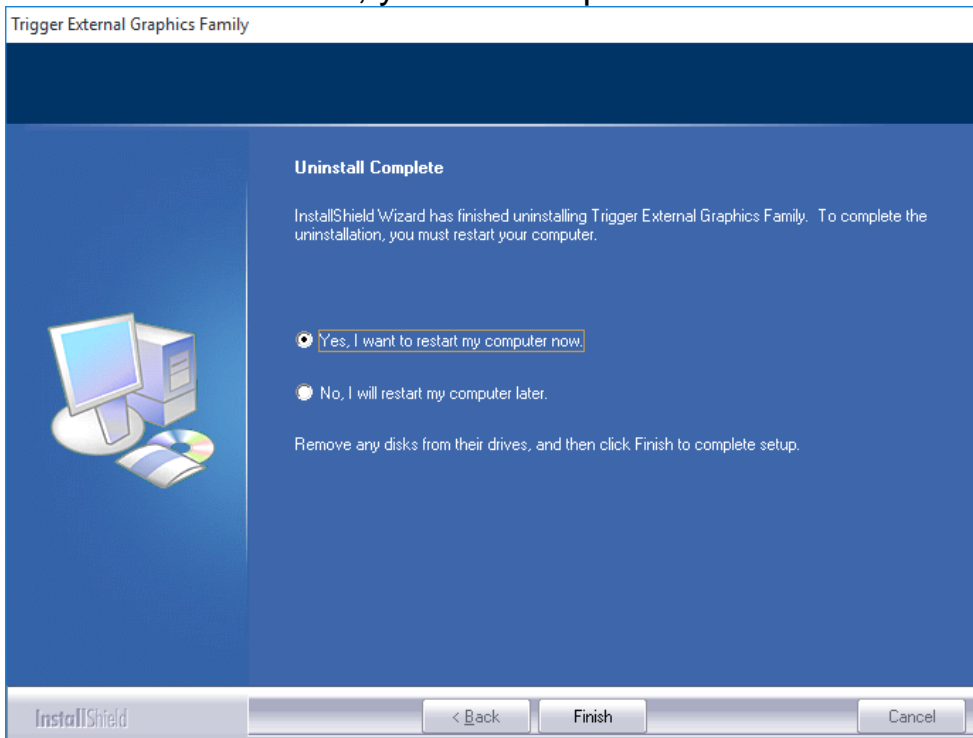 Trigger External Graphics Family
Uninstall Complete
InstallShield Wizard has finished uninstalling Trigger External Graphics Family. To complete the
uninstallation, you must restart your computer.
Yes, I want to restart my computer now.
No, I will restart my computer later.
Remove any disks from their drives, and then click Finish to complete setup.
InstallShield
< Back
Finish
Cancel